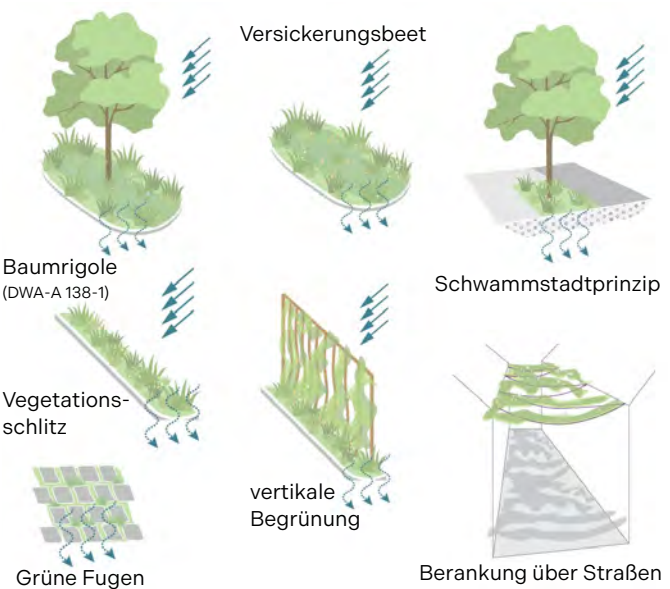 Versickerungsbeet
Baumrigole
(DWA-A 138-1)
Schwammstadtprinzip
Vegetations-
schlitz
vertikale
Begrünung
Grüne Fugen
Berankung über Straßen